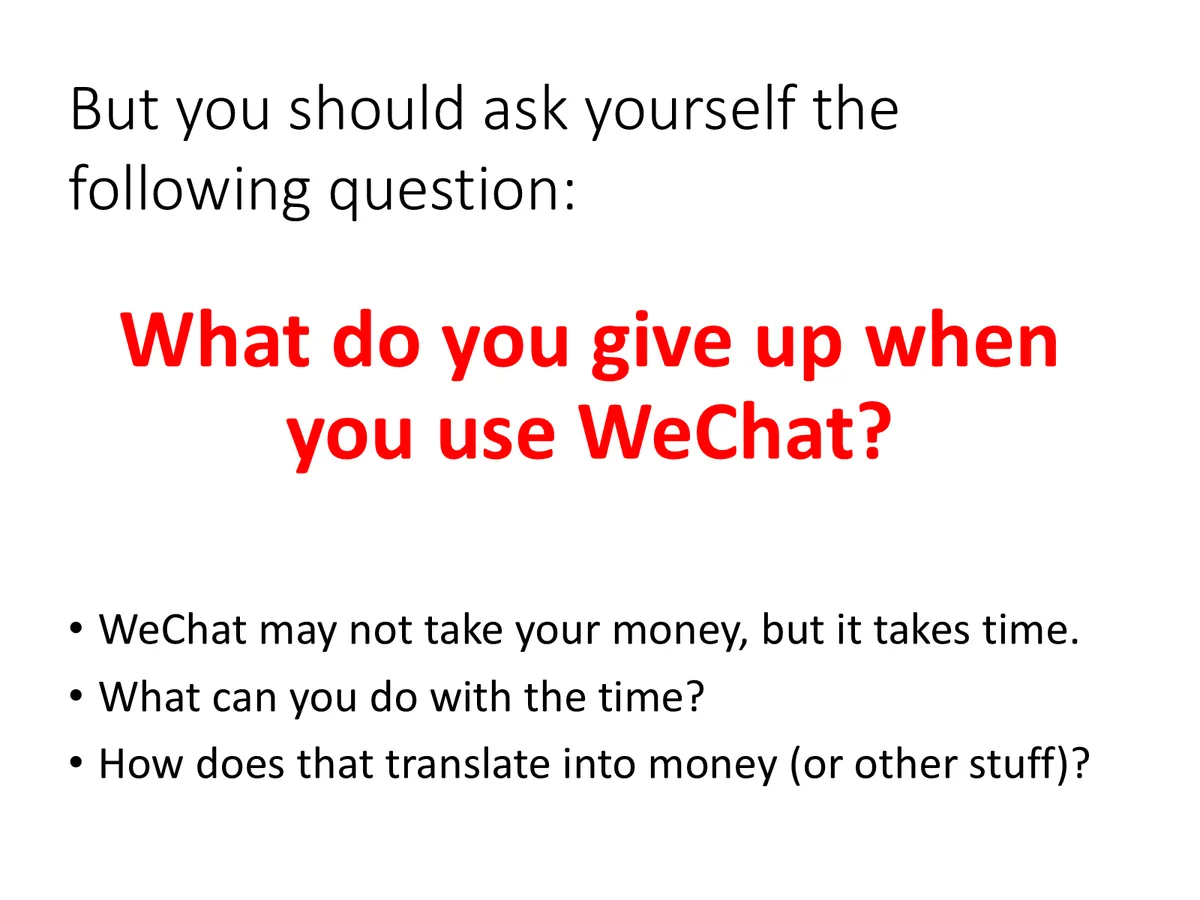 But you should ask yourself the
following question:
What do you give up when
you use WeChat?
• WeChat may not take your money, but it takes time.
• What can you do with the time?
• How does that translate into money (or other stuff)?